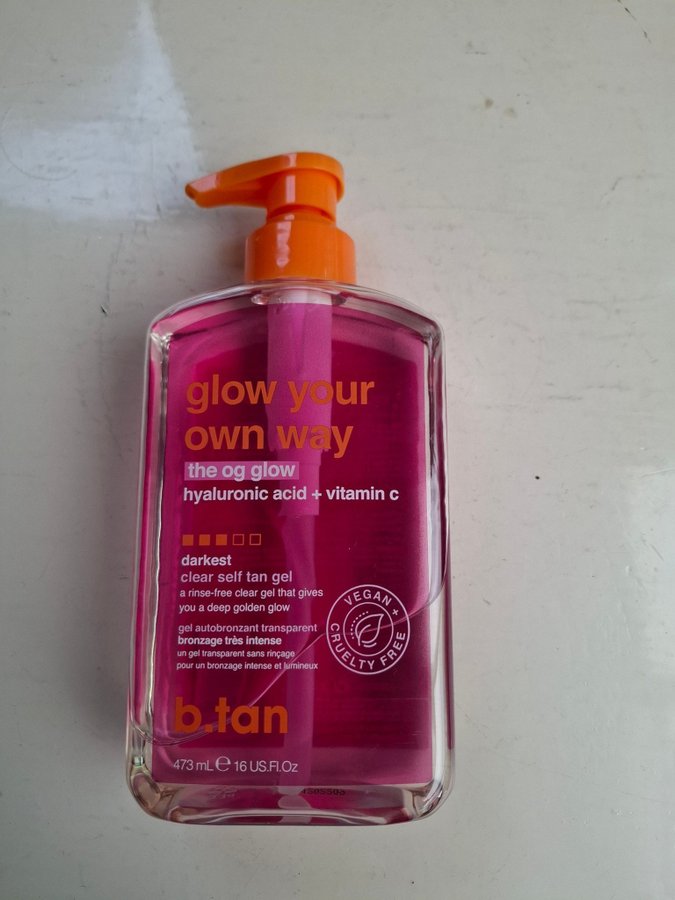 glow your
own way
the og glow
hyaluronic acid + vitamin c
darkest
clear self tan gel
a rinse-free clear gel that gives
you a deep golden glow
gel autobronzant transparent
bronzage très intense
un gel transparent sans rinçage
pour un bronzage intense et lumineux
VEGAN +
CRUELTY FREE
b.tan
473 mL ℮ 16 US.Fl.Oz